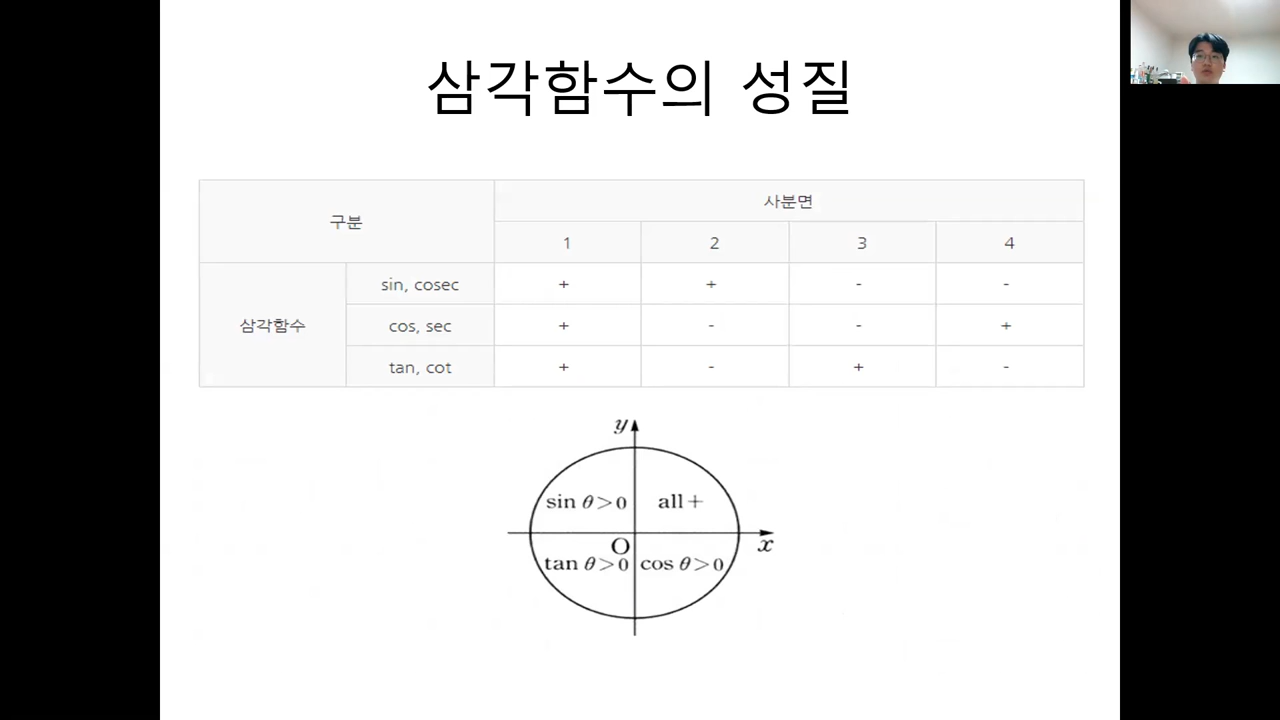 삼각함수의 성질
구분 사분면
1 2 3 4
삼각함수 sin, cosec + + - -
cos, sec + - - +
tan, cot + - + -
y
sin θ>0 all+
O x
tan θ>0 cos θ>0